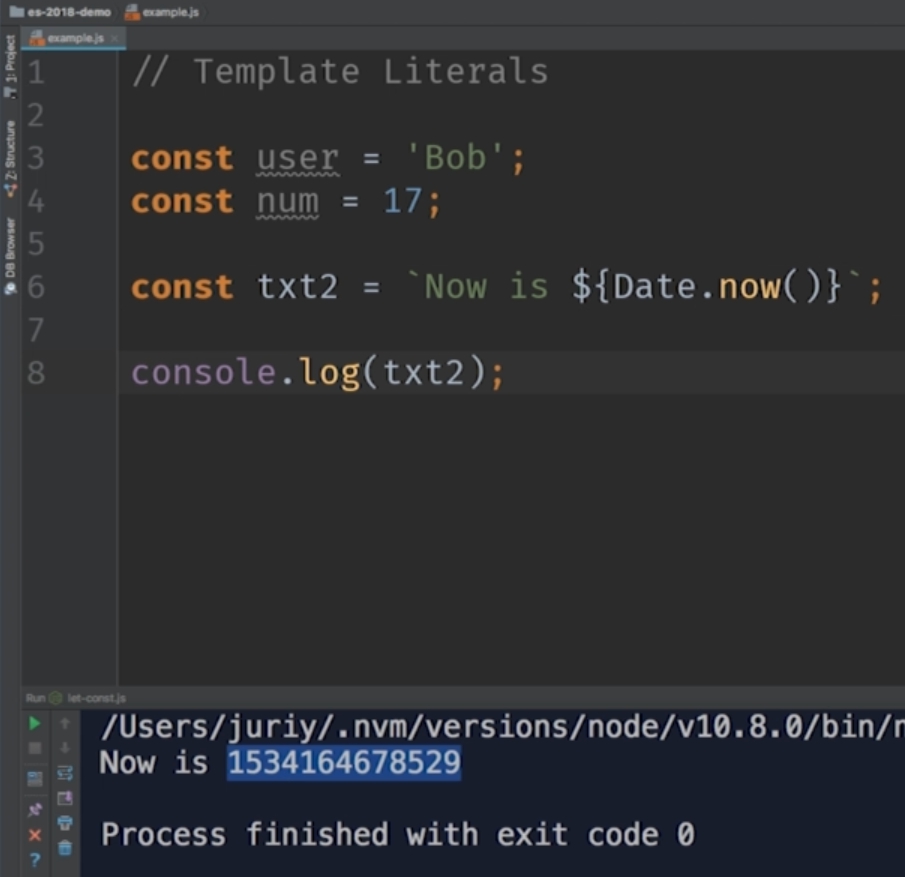 es-2018-demo example.js
example.js
1: Project
Z: Structure
DB Browser
1 // Template Literals
2
3 const user = 'Bob';
4 const num = 17;
5
6 const txt2 = `Now is ${Date.now()}`;
7
8 console.log(txt2);
Run let-const.js
/Users/juriy/.nvm/versions/node/v10.8.0/bin/n
Now is 1534164678529
Process finished with exit code 0